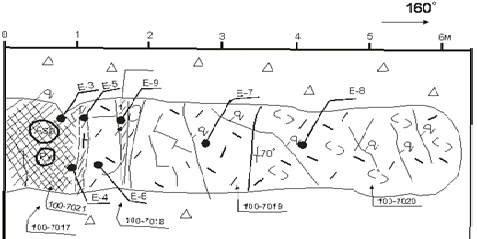 160°
0 1 2 3 4 5 6м
E-3 E-5 E-9 E-7 E-8
q q q q q
70°
E-4 E-6
100-7021 100-7018 100-7019 100-7020
100-7017